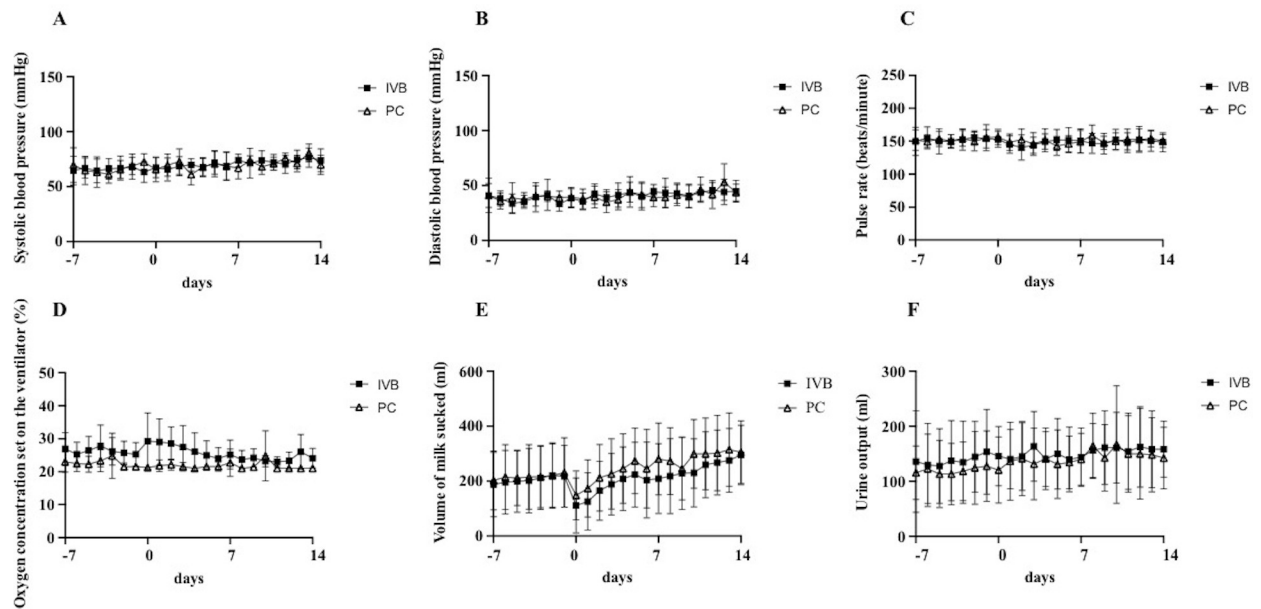 A
Systolic blood pressure (mmHg)
150
100
50
0
-7
0
7
14
days
IVB
PC
B
Diastolic blood pressure (mmHg)
150
100
50
0
-7
0
7
14
days
IVB
PC
C
Pulse rate (beats/minute)
250
200
150
100
50
0
-7
0
7
14
days
IVB
PC
D
Oxygen concentration set on the ventilator (%)
50
40
30
20
10
0
-7
0
7
14
days
IVB
PC
E
Volume of milk sucked (ml)
600
400
200
0
-7
0
7
14
days
IVB
PC
F
Urine output (ml)
300
200
100
0
-7
0
7
14
days
IVB
PC